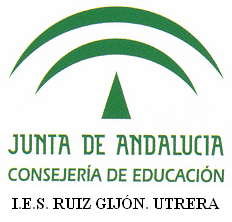 JUNTA DE ANDALUCIA
CONSEJERÍA DE EDUCACIÓN
I.E.S. RUIZ GIJÓN. UTRERA